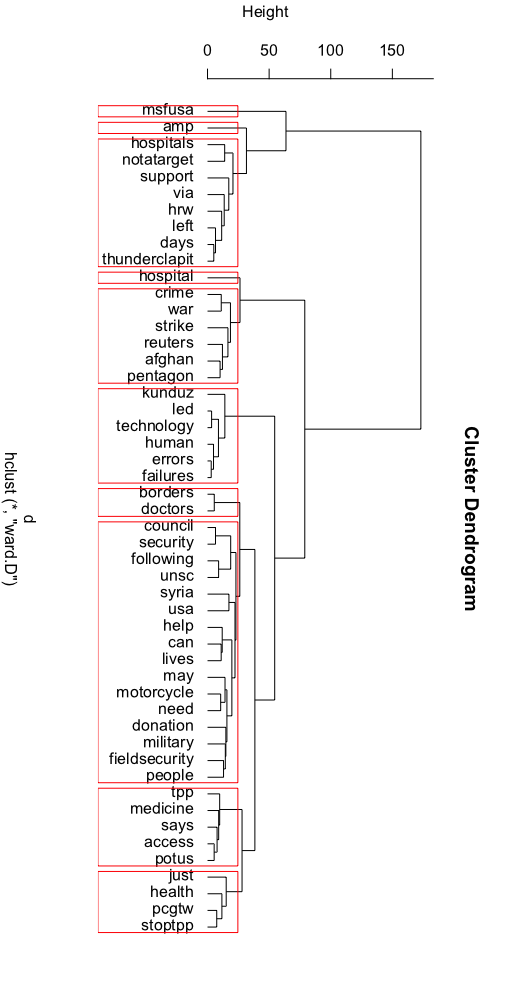 Height
0 50 100 150
msfusa
amp
hospitals
notatarget
support
via
hrw
left
days
thunderclapit
hospital
crime
war
strike
reuters
afghan
pentagon
kunduz
led
technology
human
errors
failures
borders
doctors
council
security
following
unsc
syria
usa
help
can
lives
may
motorcycle
need
donation
military
fieldsecurity
people
tpp
medicine
says
access
potus
just
health
pcgtw
stoptpp
Cluster Dendrogram
d
hclust (*, "ward.D")